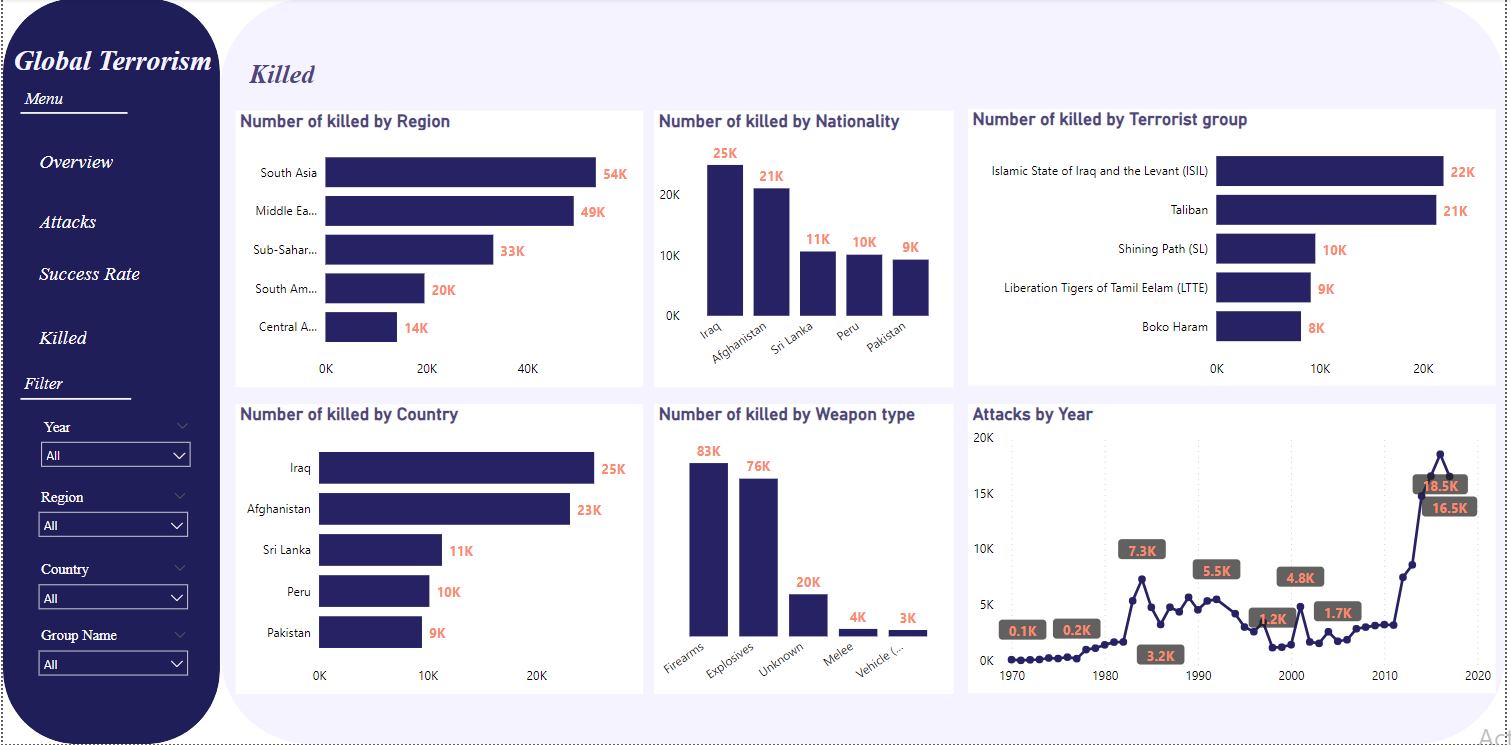 Global Terrorism
Menu
Overview
Attacks
Success Rate
Killed
Filter
Year
All
Region
All
Country
All
Group Name
All
Killed
Number of killed by Region
South Asia
54K
Middle Ea...
49K
Sub-Sahar...
33K
South Am...
20K
Central A...
14K
0K 20K 40K
Number of killed by Nationality
20K
10K
0K
25K
21K
11K
10K
9K
Iraq
Afghanistan
Sri Lanka
Peru
Pakistan
Number of killed by Terrorist group
Islamic State of Iraq and the Levant (ISIL)
22K
Taliban
21K
Shining Path (SL)
10K
Liberation Tigers of Tamil Eelam (LTTE)
9K
Boko Haram
8K
0K 10K 20K
Number of killed by Country
Iraq
25K
Afghanistan
23K
Sri Lanka
11K
Peru
10K
Pakistan
9K
0K 10K 20K
Number of killed by Weapon type
83K
76K
20K
4K
3K
Firearms
Explosives
Unknown
Melee
Vehicle (...
Attacks by Year
20K
15K
10K
5K
0K
0.1K
0.2K
7.3K
3.2K
5.5K
1.2K
4.8K
1.7K
18.5K
16.5K
1970 1980 1990 2000 2010 2020